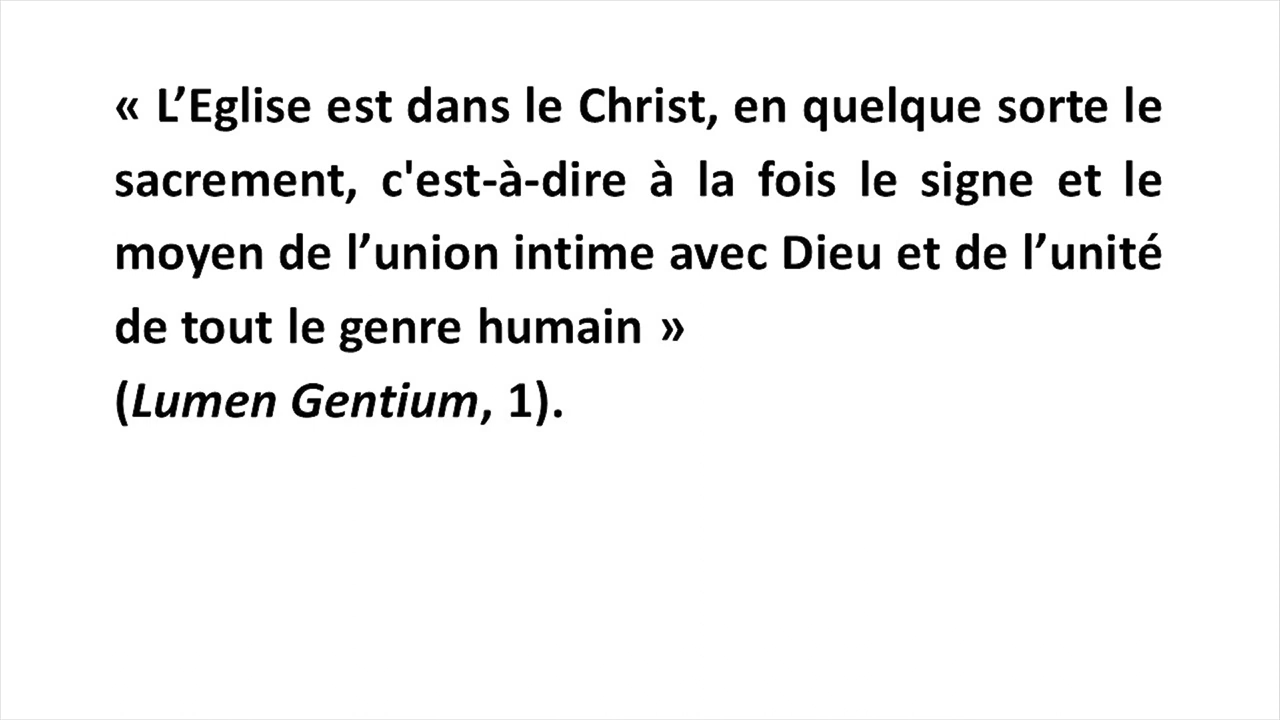 « L’Eglise est dans le Christ, en quelque sorte le
sacrement, c'est-à-dire à la fois le signe et le
moyen de l’union intime avec Dieu et de l’unité
de tout le genre humain »
(Lumen Gentium, 1).